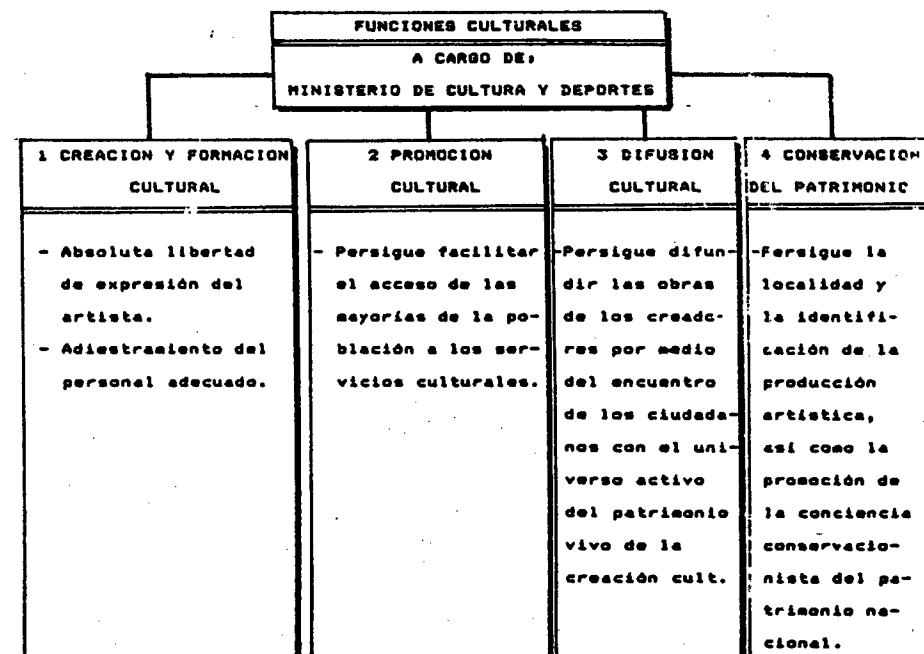 FUNCIONES CULTURALES
A CARGO DE:
MINISTERIO DE CULTURA Y DEPORTES
1 CREACION Y FORMACION
CULTURAL
- Absoluta libertad
de expresión del
artista.
- Adiestramiento del
personal adecuado.
2 PROMOCION
CULTURAL
- Persigue facilitar
el acceso de las
mayorías de la po-
blación a los ser-
vicios culturales.
3 DIFUSION
CULTURAL
-Persigue difun-
dir las obras
de los creado-
res por medio
del encuentro
de los ciudada-
nos con el uni-
verso activo
del patrimonio
vivo de la
creación cult.
4 CONSERVACION
DEL PATRIMONIO
-Persigue la
localidad y
la identifi-
cación de la
producción
artística,
así como la
promoción de
la conciencia
conservacio-
nista del pa-
trimonio na-
cional.